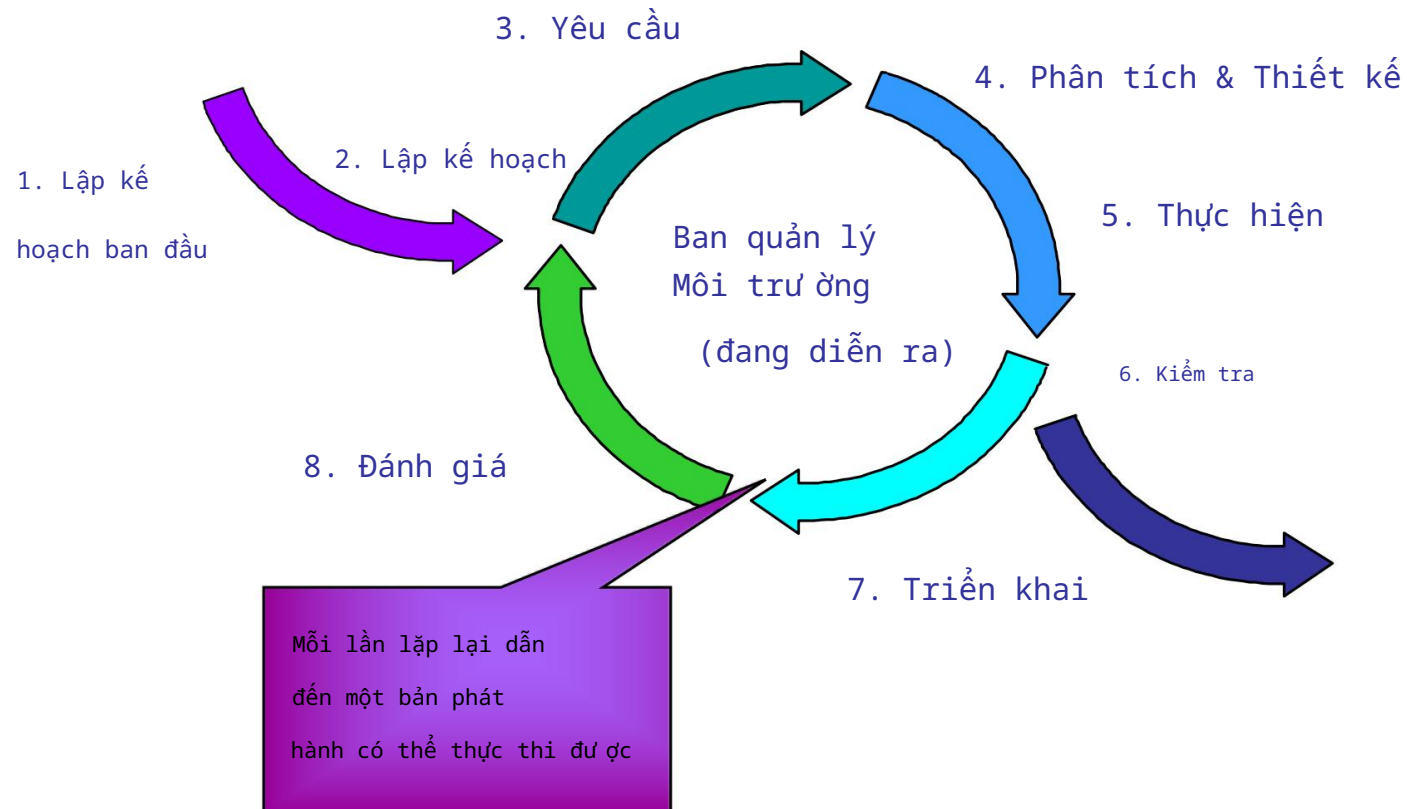 3. Yêu cầu
4. Phân tích & Thiết kế
2. Lập kế hoạch
1. Lập kế
hoạch ban đầu
5. Thực hiện
Ban quản lý
Môi trư ờng
(đang diễn ra)
6. Kiểm tra
8. Đánh giá
7. Triển khai
Mỗi lần lặp lại dẫn
đến một bản phát
hành có thể thực thi đư ợc